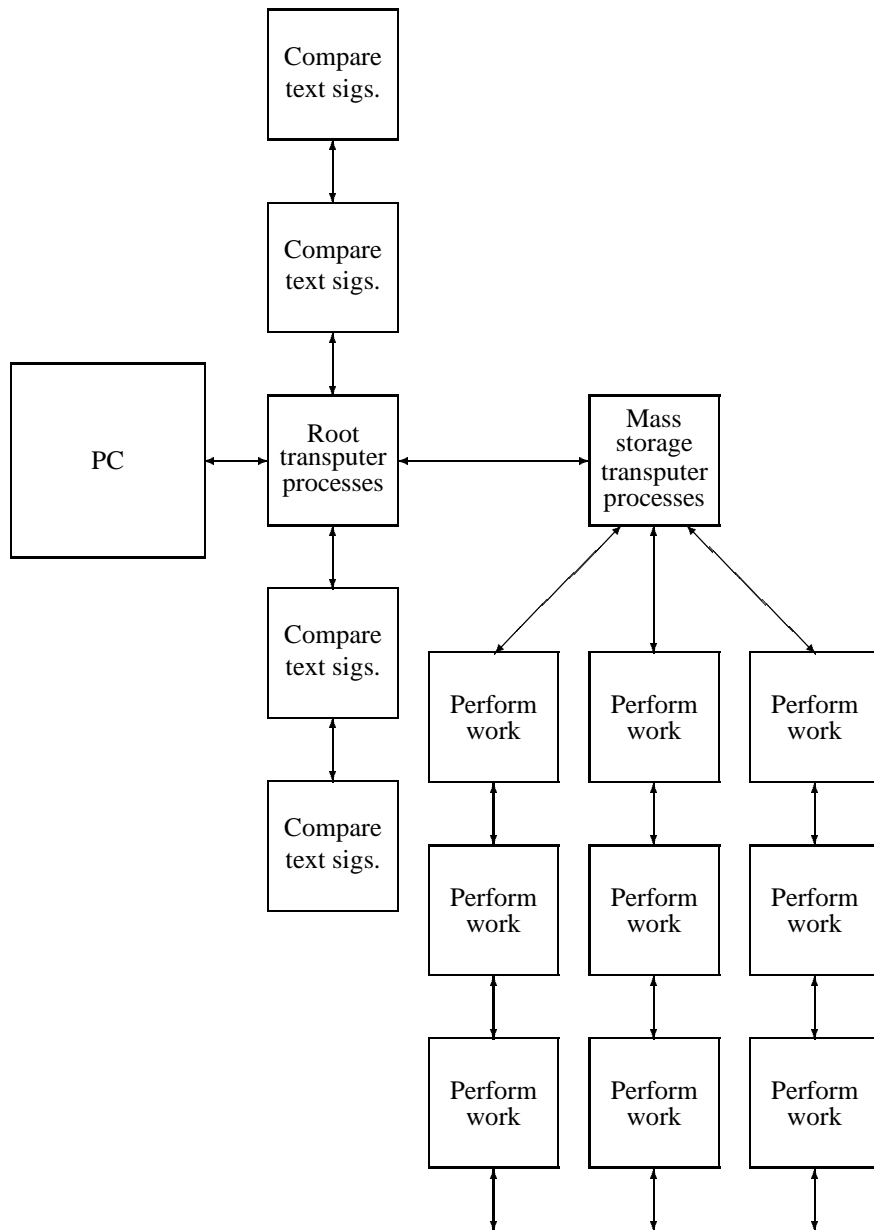 Compare
text sigs.
Compare
text sigs.
PC
Root
transputer
processes
Mass
storage
transputer
processes
Compare
text sigs.
Perform
work
Perform
work
Perform
work
Compare
text sigs.
Perform
work
Perform
work
Perform
work
Perform
work
Perform
work
Perform
work